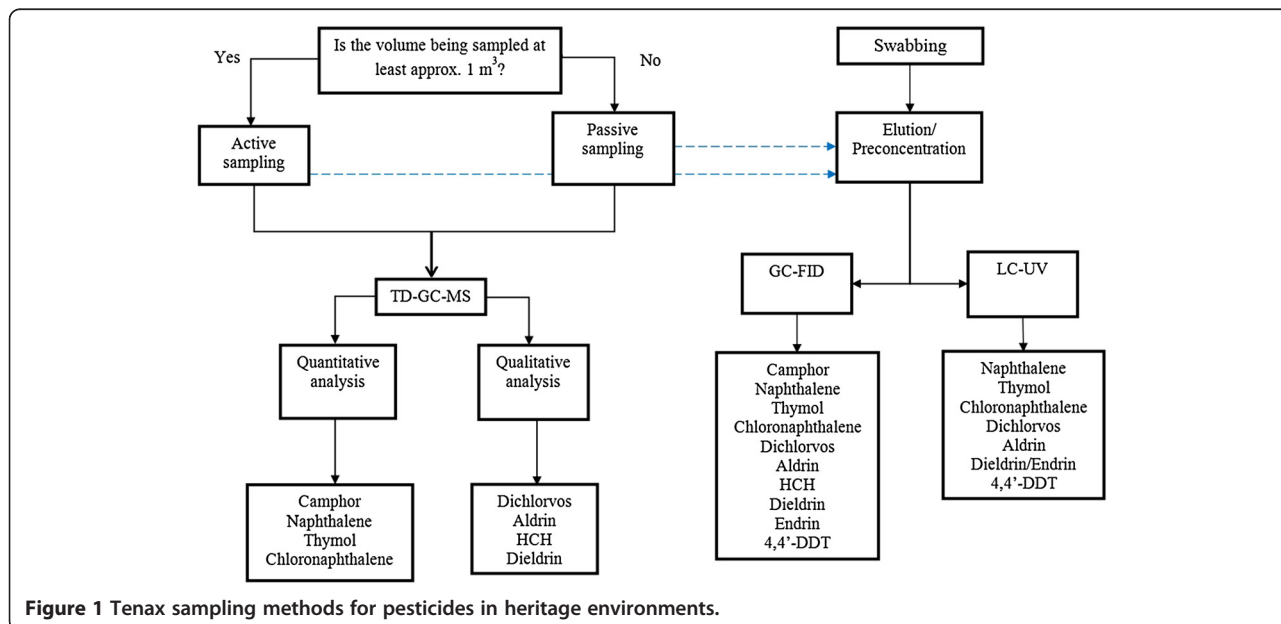 Is the volume being sampled at
least approx. 1 m³?
Yes
No
Swabbing
Active
sampling
Passive
sampling
Elution/
Preconcentration
TD-GC-MS
GC-FID
LC-UV
Quantitative
analysis
Qualitative
analysis
Camphor
Naphthalene
Thymol
Chloronaphthalene
Dichlorvos
Aldrin
HCH
Dieldrin
Camphor
Naphthalene
Thymol
Chloronaphthalene
Dichlorvos
Aldrin
HCH
Dieldrin
Endrin
4,4’-DDT
Naphthalene
Thymol
Chloronaphthalene
Dichlorvos
Aldrin
Dieldrin/Endrin
4,4’-DDT
Figure 1 Tenax sampling methods for pesticides in heritage environments.